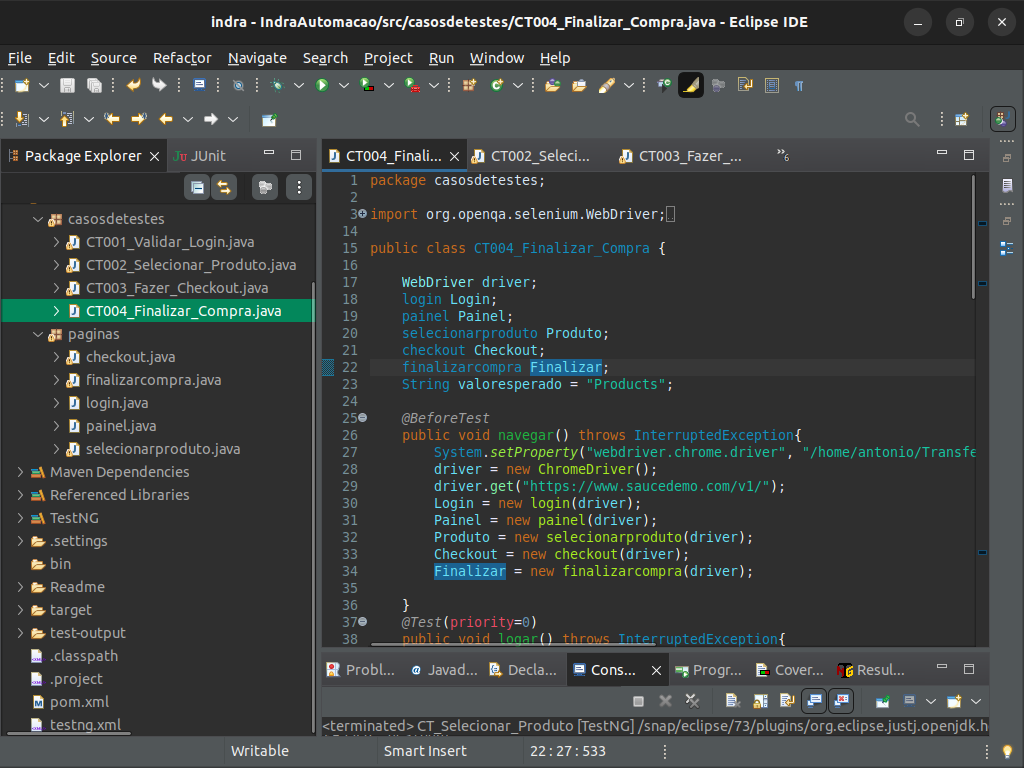 indra - IndraAutomacao/src/casosdetestes/CT004_Finalizar_Compra.java - Eclipse IDE
File Edit Source Refactor Navigate Search Project Run Window Help
Package Explorer JUnit
CT004_Finali... CT002_Seleci... CT003_Fazer_... »6
casosdetestes
CT001_Validar_Login.java
CT002_Selecionar_Produto.java
CT003_Fazer_Checkout.java
CT004_Finalizar_Compra.java
paginas
checkout.java
finalizarcompra.java
login.java
painel.java
selecionarproduto.java
Maven Dependencies
Referenced Libraries
TestNG
.settings
bin
Readme
target
test-output
.classpath
.project
pom.xml
testng.xml
1 package casosdetestes;
2
3 import org.openqa.selenium.WebDriver;
14
15 public class CT004_Finalizar_Compra {
16
17 WebDriver driver;
18 login Login;
19 painel Painel;
20 selecionarproduto Produto;
21 checkout Checkout;
22 finalizarcompra Finalizar;
23 String valoresperado = "Products";
24
25 @BeforeTest
26 public void navegar() throws InterruptedException{
27 System.setProperty("webdriver.chrome.driver", "/home/antonio/Transfe
28 driver = new ChromeDriver();
29 driver.get("https://www.saucedemo.com/v1/");
30 Login = new login(driver);
31 Painel = new painel(driver);
32 Produto = new selecionarproduto(driver);
33 Checkout = new checkout(driver);
34 Finalizar = new finalizarcompra(driver);
35
36 }
37 @Test(priority=0)
38 public void logar() throws InterruptedException{
Probl... Javad... Decla... Cons... Progr... Cover... Resul...
<terminated> CT_Selecionar_Produto [TestNG] /snap/eclipse/73/plugins/org.eclipse.justj.openjdk.h
Writable Smart Insert 22 : 27 : 533